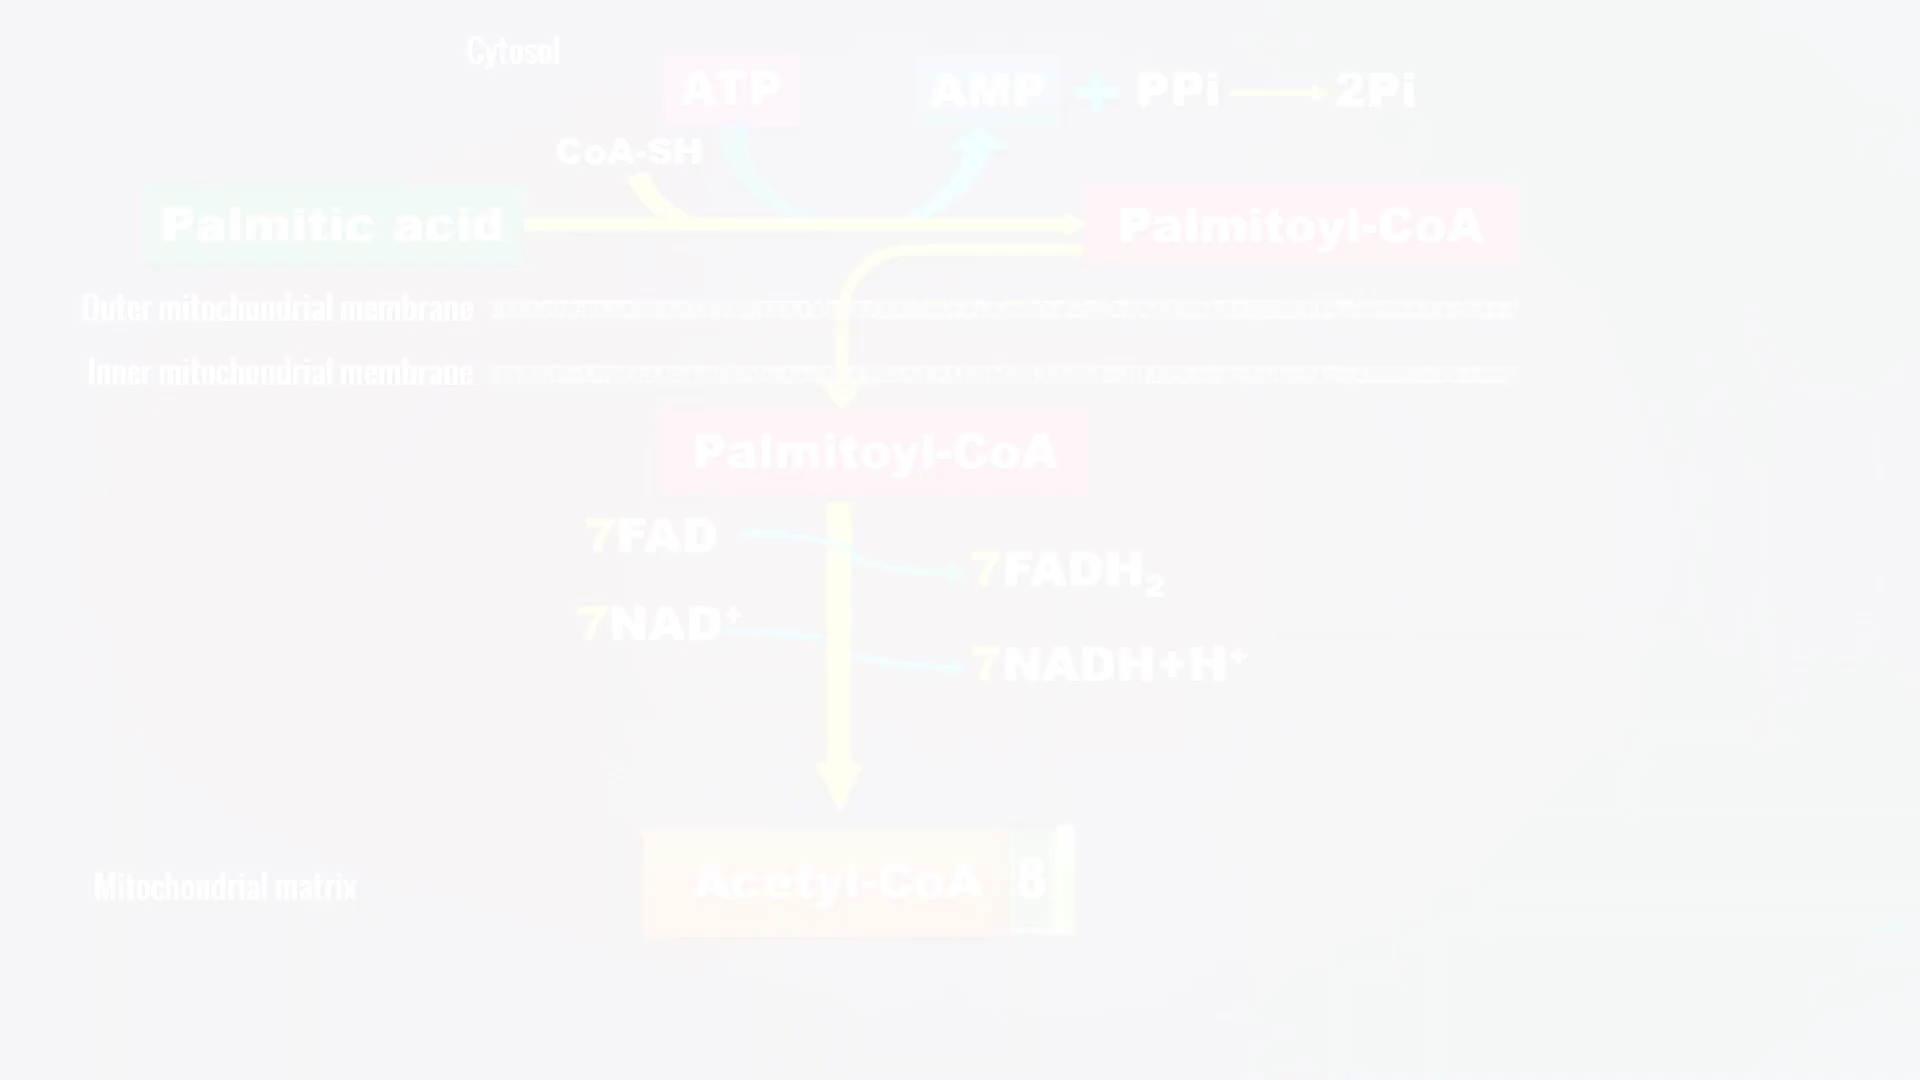 Cytosol
ATP
AMP + PPi 2Pi
CoA-SH
Palmitic acid
Palmitoyl-CoA
Outer mitochondrial membrane
Inner mitochondrial membrane
Palmitoyl-CoA
7FAD
7FADH₂
7NAD⁺
7NADH+H⁺
Acetyl-CoA 8
Mitochondrial matrix